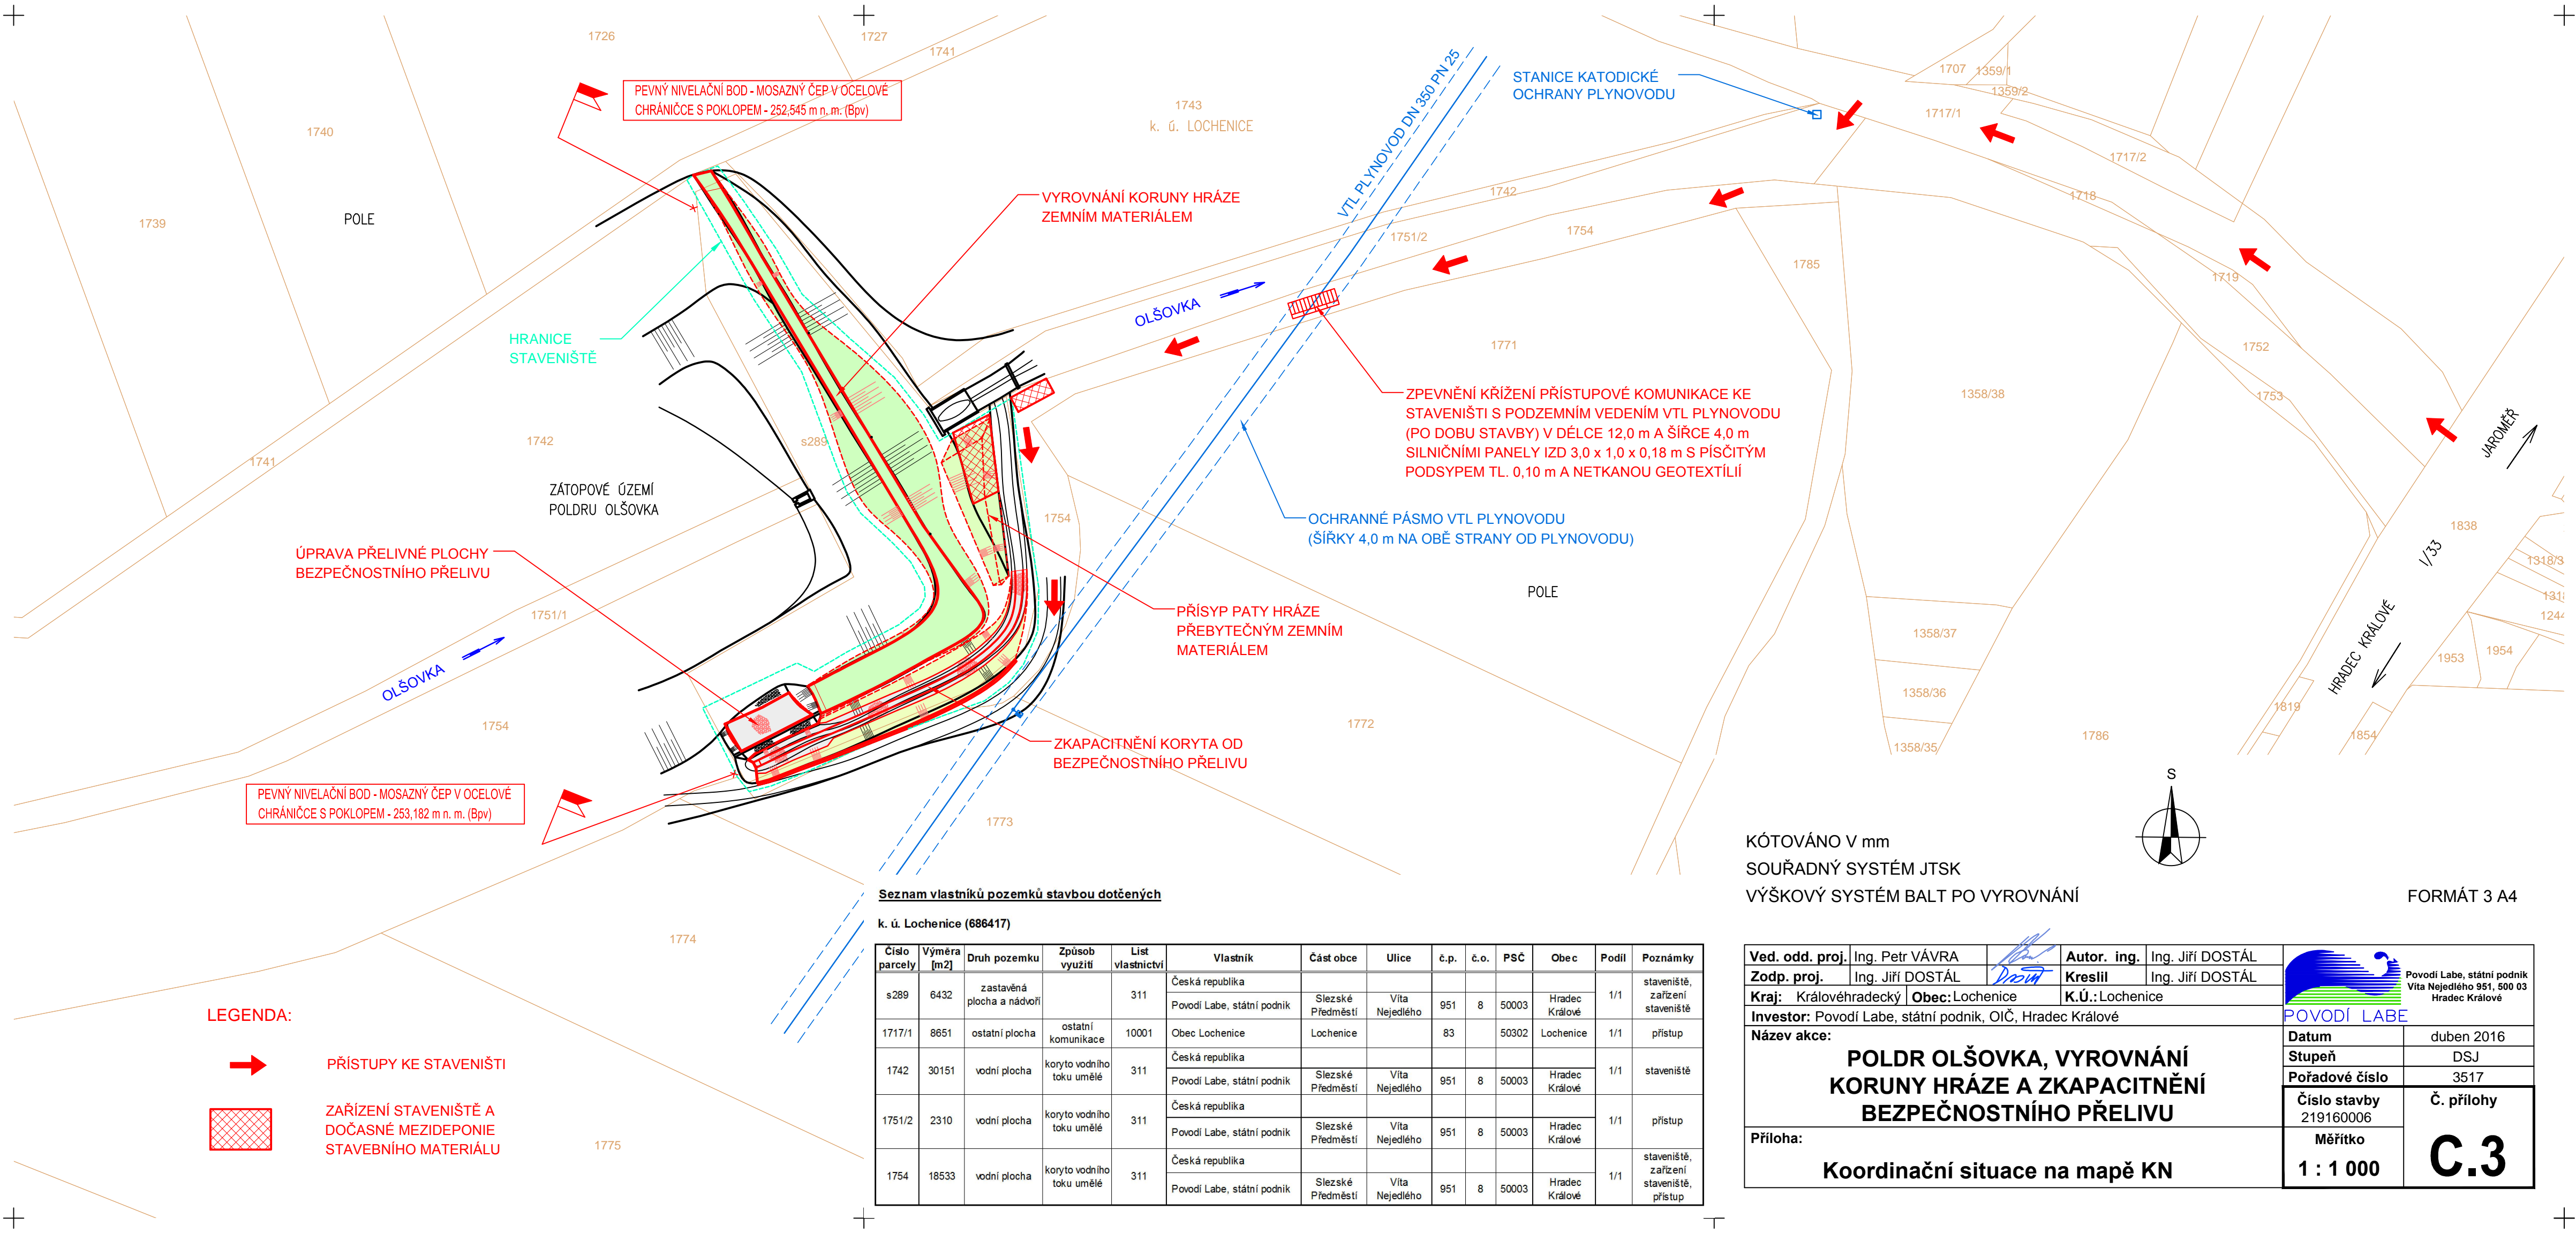 1726
1727
1741
1740
1739
POLE
PEVNÝ NIVELAČNÍ BOD - MOSAZNÝ ČEP V OCELOVÉ
CHRÁNIČCE S POKLOPEM - 252,545 m n. m. (Bpv)
1743
k. ú. LOCHENICE
VTL PLYNOVOD DN 350 PN 25
STANICE KATODICKÉ
OCHRANY PLYNOVODU
1707
1359/1
1359/2
1717/1
1717/2
1718
1719
1752
1753
VYROVNÁNÍ KORUNY HRÁZE
ZEMNÍM MATERIÁLEM
1742
1751/2
1754
1785
OLŠOVKA
HRANICE
STAVENIŠTĚ
1771
1358/38
ZPEVNĚNÍ KŘÍŽENÍ PŘÍSTUPOVÉ KOMUNIKACE KE
STAVENIŠTI S PODZEMNÍM VEDENÍM VTL PLYNOVODU
(PO DOBU STAVBY) V DÉLCE 12,0 m A ŠÍŘCE 4,0 m
SILNIČNÍMI PANELY IZD 3,0 x 1,0 x 0,18 m S PÍSČITÝM
PODSYPEM TL. 0,10 m A NETKANOU GEOTEXTÍLIÍ
JAROMĚŘ
1742
s289
1741
ZÁTOPOVÉ ÚZEMÍ
POLDRU OLŠOVKA
1754
OCHRANNÉ PÁSMO VTL PLYNOVODU
(ŠÍŘKY 4,0 m NA OBĚ STRANY OD PLYNOVODU)
1838
I/33
1318/3
131
1244
ÚPRAVA PŘELIVNÉ PLOCHY
BEZPEČNOSTNÍHO PŘELIVU
POLE
1751/1
PŘÍSYP PATY HRÁZE
PŘEBYTEČNÝM ZEMNÍM
MATERIÁLEM
1358/37
HRADEC KRÁLOVÉ
1953
1954
OLŠOVKA
1358/36
1819
1754
1772
1786
1854
1358/35
ZKAPACITNĚNÍ KORYTA OD
BEZPEČNOSTNÍHO PŘELIVU
PEVNÝ NIVELAČNÍ BOD - MOSAZNÝ ČEP V OCELOVÉ
CHRÁNIČCE S POKLOPEM - 253,182 m n. m. (Bpv)
1773
S
KÓTOVÁNO V mm
SOUŘADNÝ SYSTÉM JTSK
VÝŠKOVÝ SYSTÉM BALT PO VYROVNÁNÍ
FORMÁT 3 A4
1774
1775
LEGENDA:
PŘÍSTUPY KE STAVENIŠTI
ZAŘÍZENÍ STAVENIŠTĚ A
DOČASNÉ MEZIDEPONIE
STAVEBNÍHO MATERIÁLU
Seznam vlastníků pozemků stavbou dotčených
k. ú. Lochenice (686417)
Číslo parcely Výměra [m2] Druh pozemku Způsob využití List vlastnictví Vlastník Část obce Ulice č.p. č.o. PSČ Obec Podíl Poznámky
s289 6432 zastavěná plocha a nádvoří 311 Česká republika 1/1 staveniště, zařízení staveniště
Povodí Labe, státní podnik Slezské Předměstí Víta Nejedlého 951 8 50003 Hradec Králové
1717/1 8651 ostatní plocha ostatní komunikace 10001 Obec Lochenice Lochenice 83 50302 Lochenice 1/1 přístup
1742 30151 vodní plocha koryto vodního toku umělé 311 Česká republika 1/1 staveniště
Povodí Labe, státní podnik Slezské Předměstí Víta Nejedlého 951 8 50003 Hradec Králové
1751/2 2310 vodní plocha koryto vodního toku umělé 311 Česká republika 1/1 přístup
Povodí Labe, státní podnik Slezské Předměstí Víta Nejedlého 951 8 50003 Hradec Králové
1754 18533 vodní plocha koryto vodního toku umělé 311 Česká republika 1/1 staveniště, zařízení staveniště, přístup
Povodí Labe, státní podnik Slezské Předměstí Víta Nejedlého 951 8 50003 Hradec Králové
Ved. odd. proj. Ing. Petr VÁVRA Autor. ing. Ing. Jiří DOSTÁL
Zodp. proj. Ing. Jiří DOSTÁL Kreslil Ing. Jiří DOSTÁL
Kraj: Královéhradecký Obec: Lochenice K.Ú.: Lochenice
Investor: Povodí Labe, státní podnik, OIČ, Hradec Králové
POVODÍ LABE
Povodí Labe, státní podnik
Víta Nejedlého 951, 500 03
Hradec Králové
Název akce:
POLDR OLŠOVKA, VYROVNÁNÍ
KORUNY HRÁZE A ZKAPACITNĚNÍ
BEZPEČNOSTNÍHO PŘELIVU
Datum duben 2016
Stupeň DSJ
Pořadové číslo 3517
Číslo stavby
219160006
Č. přílohy
C.3
Měřítko
1 : 1 000
Příloha:
Koordinační situace na mapě KN